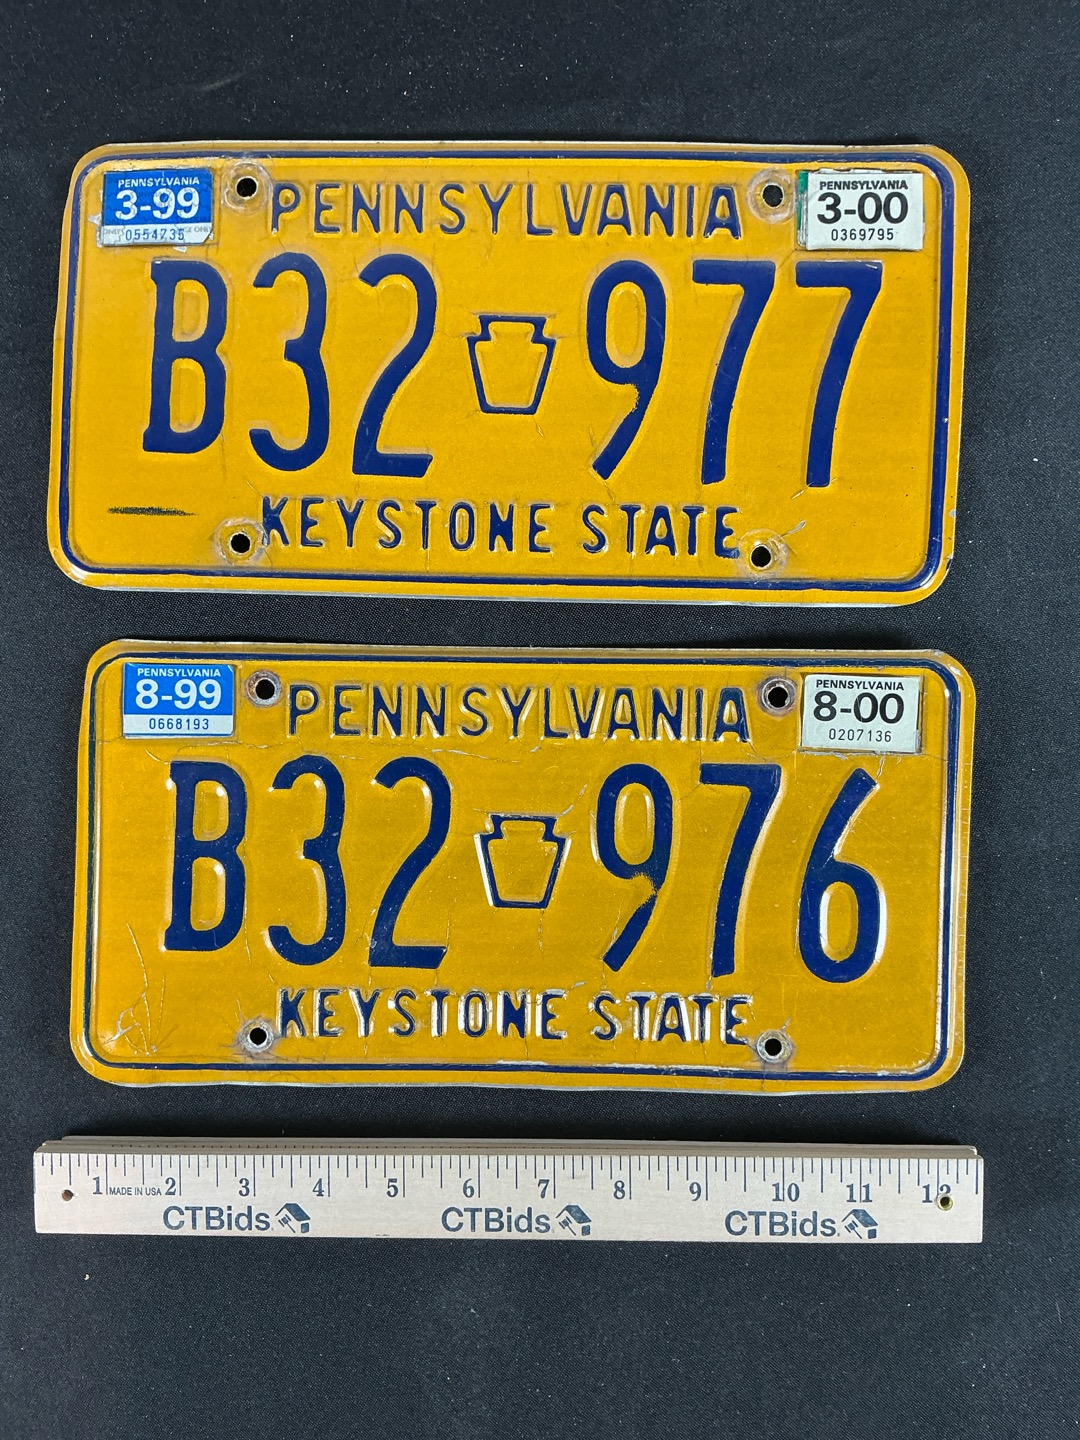 PENNSYLVANIA
3-99
0554735
PENNSYLVANIA
PENNSYLVANIA
3-00
0369795
B32 977
KEYSTONE STATE
PENNSYLVANIA
8-99
0668193
PENNSYLVANIA
PENNSYLVANIA
8-00
0207136
B32 976
KEYSTONE STATE
1 MADE IN USA 2 3 4 5 6 7 8 9 10 11 12
CTBids CTBids CTBids